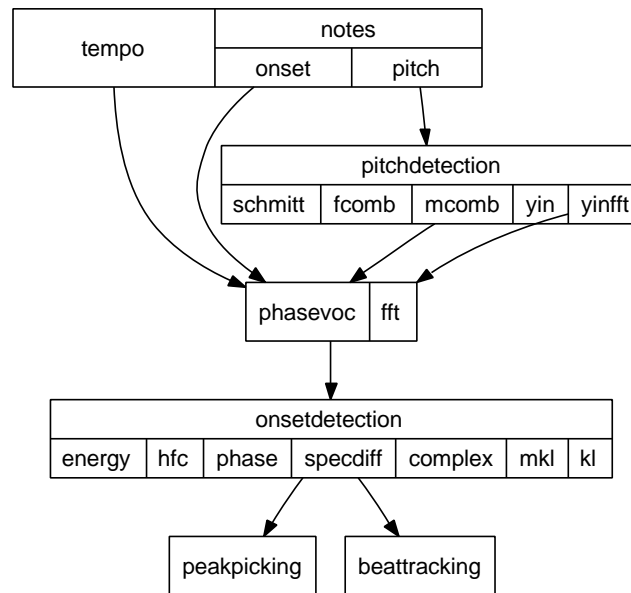 notes
tempo
onset pitch
pitchdetection
schmitt fcomb mcomb yin yinfft
phasevoc fft
onsetdetection
energy hfc phase specdiff complex mkl kl
peakpicking beattracking